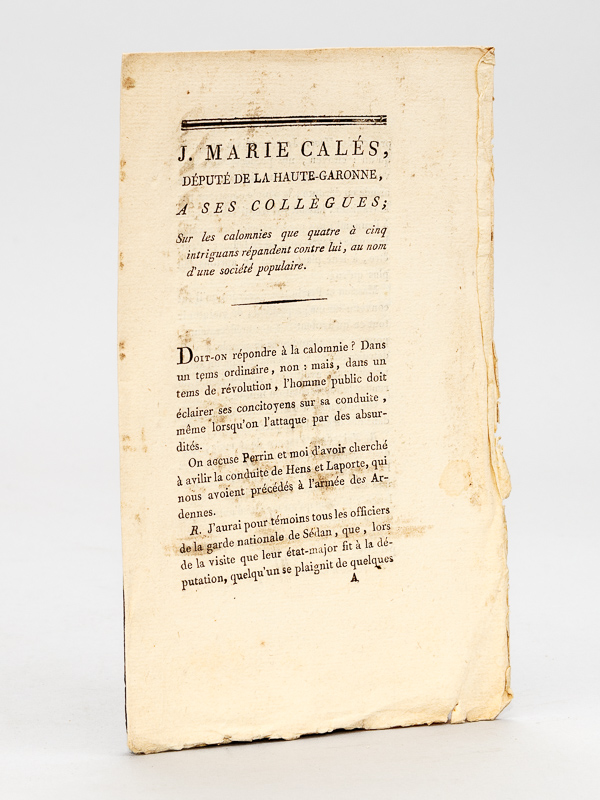 J. MARIE CALÉS,
DÉPUTÉ DE LA HAUTE-GARONNE,
A SES COLLÈGUES;
Sur les calomnies que quatre à cinq
intriguans répandent contre lui, au nom
d'une société populaire.
DOIT-ON répondre à la calomnie? Dans
un tems ordinaire, non : mais, dans un
tems de révolution, l'homme public doit
éclairer ses concitoyens sur sa conduite,
même lorsqu'on l'attaque par des absur-
dités.
On accuse Perrin et moi d'avoir cherché
à avilir la conduite de Hens et Laporte, qui
nous avoient précédés à l'armée des Ar-
dennes.
R. J'aurai pour témoins tous les officiers
de la garde nationale de Sédan, que, lors
de la visite que leur état-major fit à la dé-
putation, quelqu'un se plaignit de quelques
A